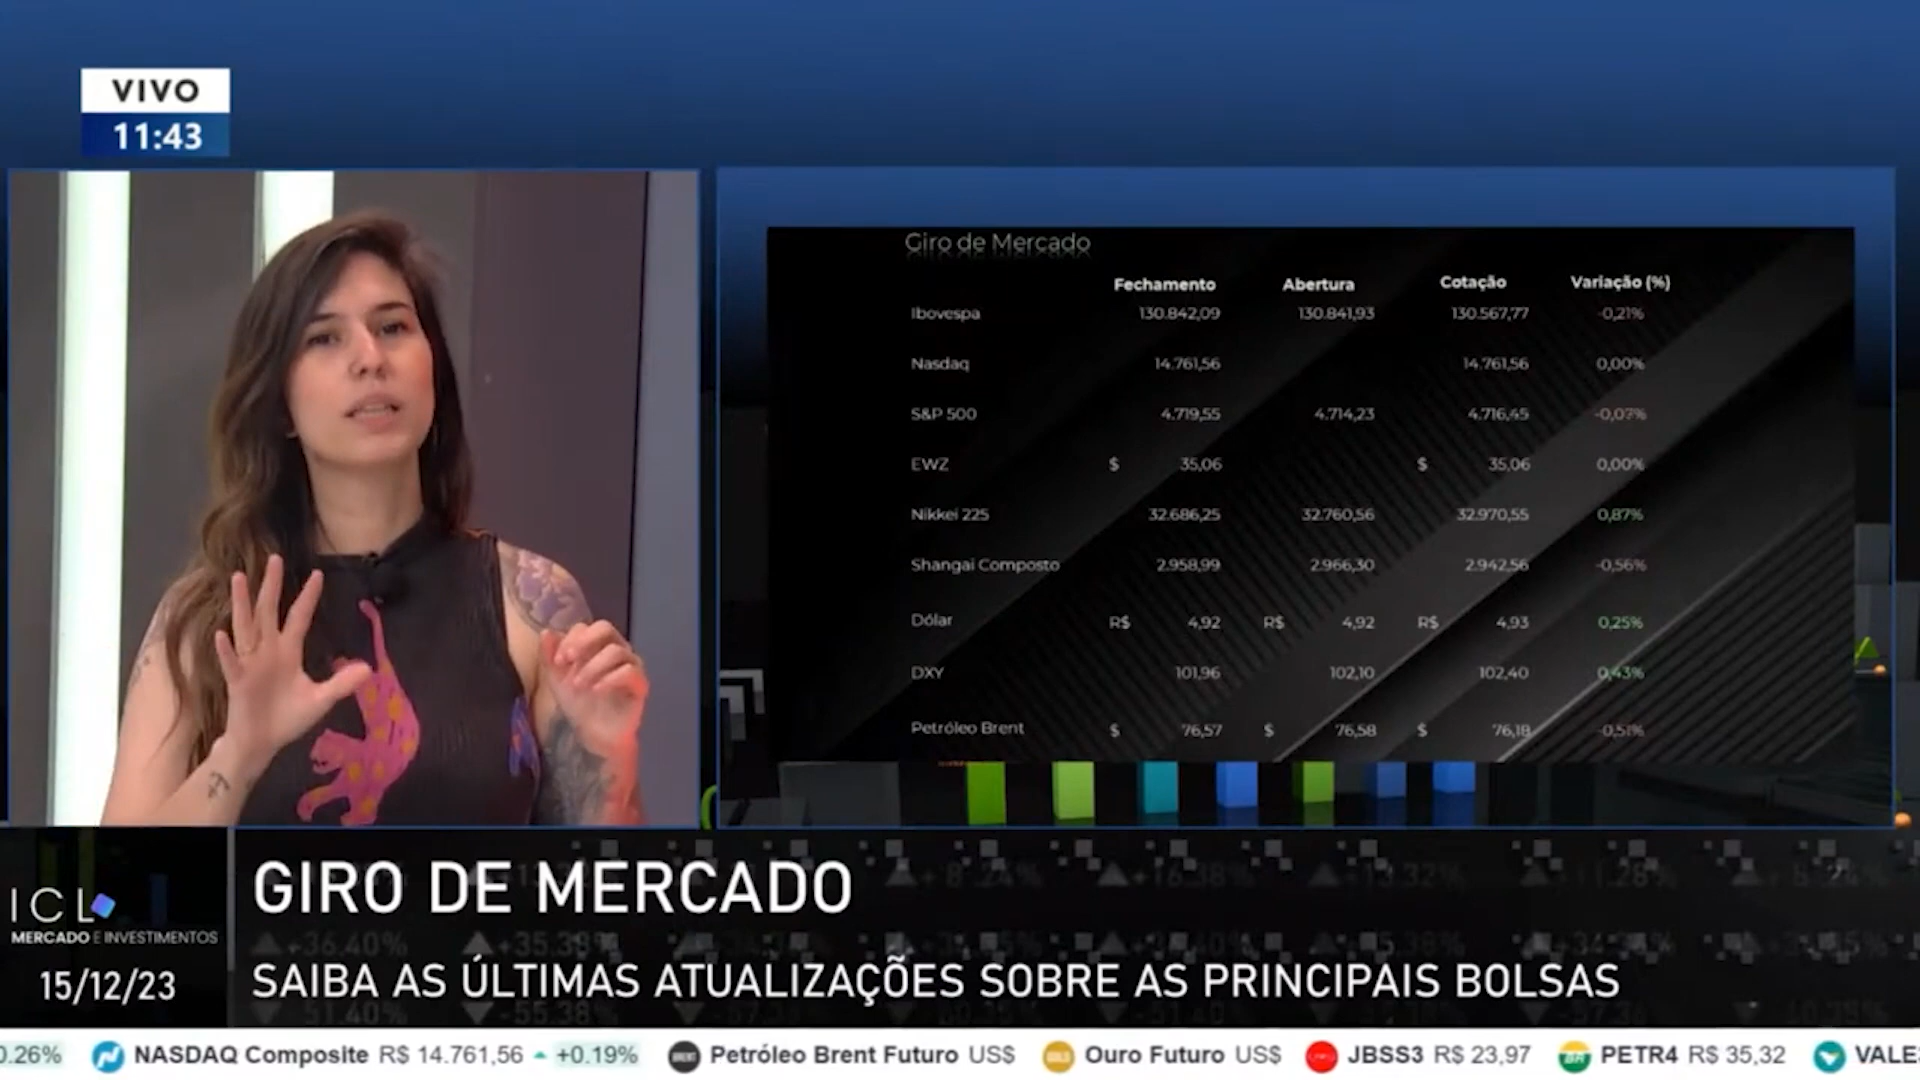 VIVO
11:43
Giro de Mercado
Fechamento Abertura Cotação Variação (%)
Ibovespa 130.842,09 130.841,93 130.567,77 -0,21%
Nasdaq 14.761,56 14.761,56 0,00%
S&P 500 4.719,55 4.714,23 4.716,45 -0,07%
EWZ $ 35,06 $ 35,06 0,00%
Nikkei 225 32.686,25 32.760,56 32.970,55 0,87%
Shangai Composto 2.958,99 2.966,30 2.942,56 -0,56%
Dólar R$ 4,92 R$ 4,92 R$ 4,93 0,25%
DXY 101,96 102,10 102,40 0,43%
Petróleo Brent $ 76,57 $ 76,58 $ 76,18 -0,51%
ICL
MERCADO E INVESTIMENTOS
15/12/23
GIRO DE MERCADO
SAIBA AS ÚLTIMAS ATUALIZAÇÕES SOBRE AS PRINCIPAIS BOLSAS
0.26% NASDAQ Composite R$ 14.761,56 +0.19% BRENT Petróleo Brent Futuro US$ GOLD Ouro Futuro US$ JBSS3 R$ 23,97 BR PETR4 R$ 35,32 VALE3